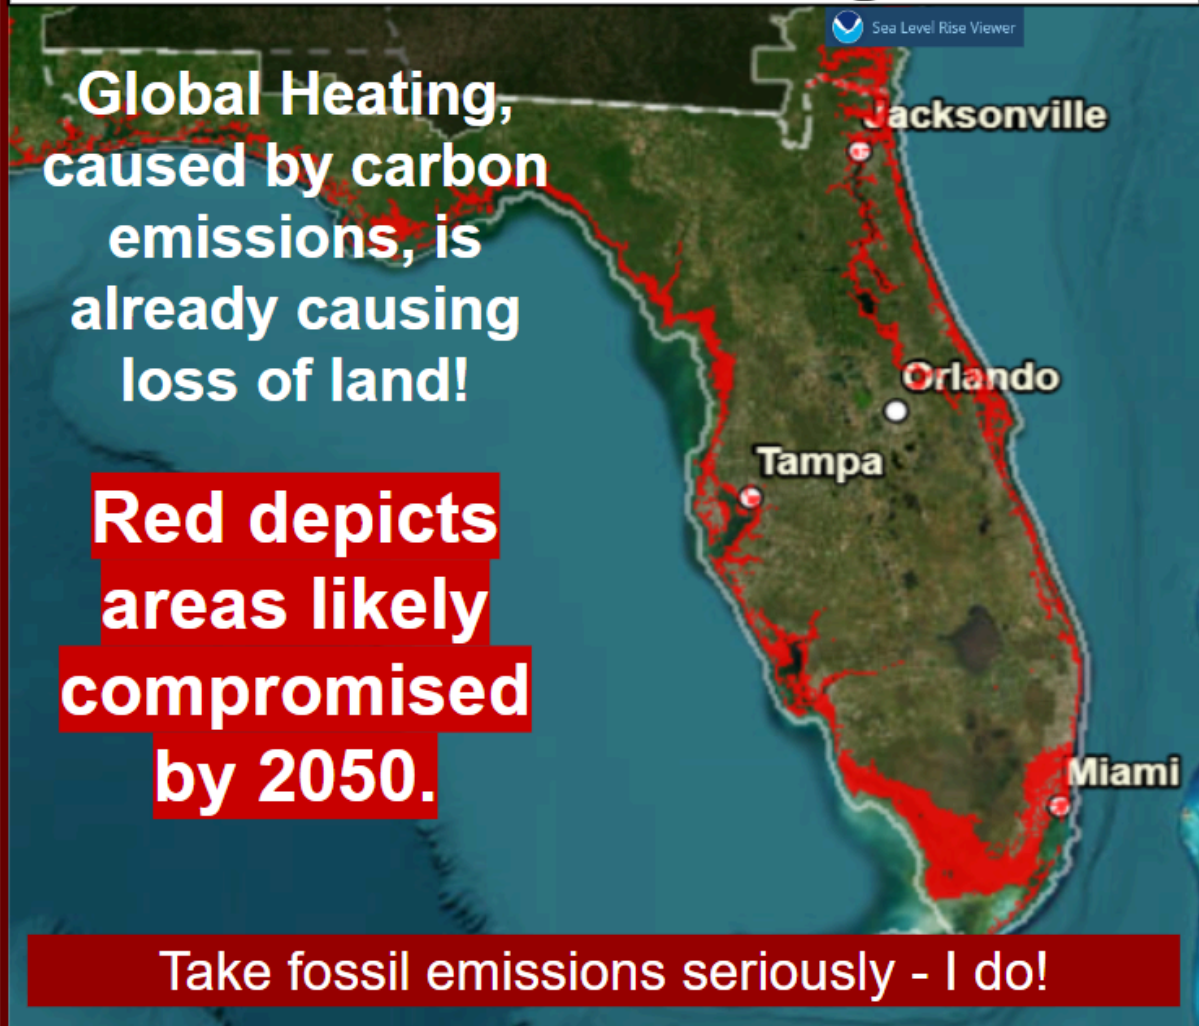 Sea Level Rise Viewer
Global Heating,
caused by carbon
emissions, is
already causing
loss of land!
Jacksonville
Orlando
Tampa
Red depicts
areas likely
compromised
by 2050.
Miami
Take fossil emissions seriously - I do!